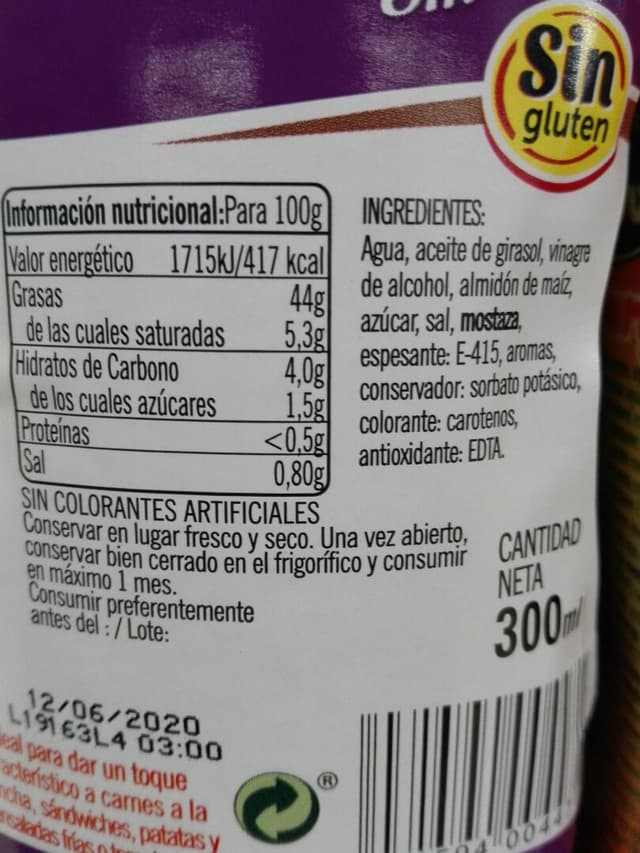 Sin
gluten
Información nutricional:Para 100g
Valor energético 1715kJ/417 kcal
Grasas 44g
de las cuales saturadas 5,3g
Hidratos de Carbono 4,0g
de los cuales azúcares 1,5g
Proteínas <0,5g
Sal 0,80g
INGREDIENTES:
Agua, aceite de girasol, vinagre
de alcohol, almidón de maíz,
azúcar, sal, mostaza,
espesante: E-415, aromas,
conservador: sorbato potásico,
colorante: carotenos,
antioxidante: EDTA.
SIN COLORANTES ARTIFICIALES
Conservar en lugar fresco y seco. Una vez abierto,
conservar bien cerrado en el frigorífico y consumir
en máximo 1 mes.
Consumir preferentemente
antes del : / Lote:
CANTIDAD
NETA
300ml
12/06/2020
L19163L4 03:00
para dar un toque
a carnes a la
sándwiches, patatas y
frías
®